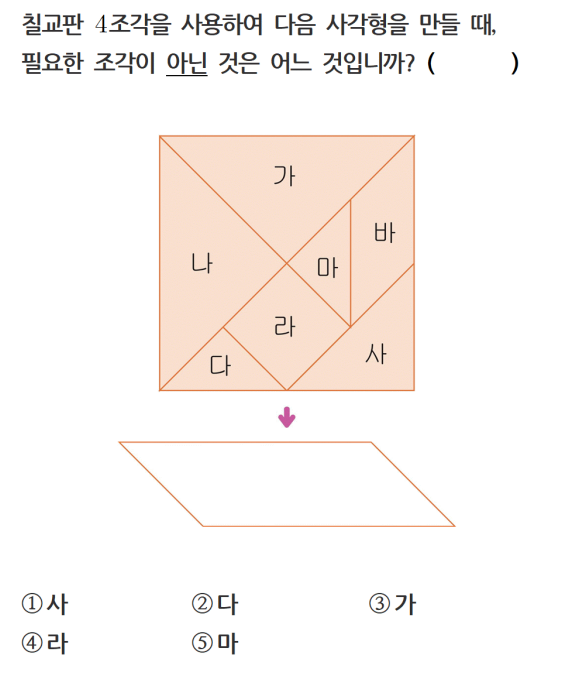 칠교판 4조각을 사용하여 다음 사각형을 만들 때,
필요한 조각이 아닌 것은 어느 것입니까? (      )
가
바
나
마
라
사
다
①사 ②다 ③가
④라 ⑤마